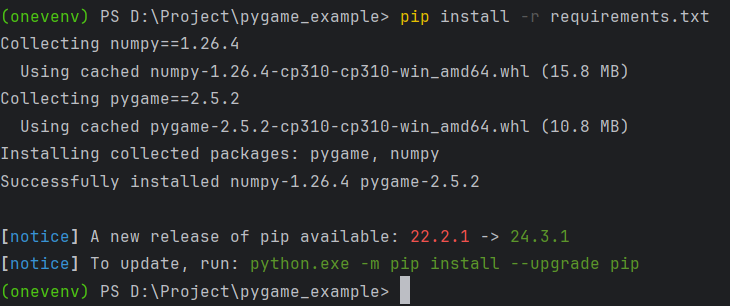 (onevenv) PS D:\Project\pygame_example> pip install -r requirements.txt
Collecting numpy==1.26.4
  Using cached numpy-1.26.4-cp310-cp310-win_amd64.whl (15.8 MB)
Collecting pygame==2.5.2
  Using cached pygame-2.5.2-cp310-cp310-win_amd64.whl (10.8 MB)
Installing collected packages: pygame, numpy
Successfully installed numpy-1.26.4 pygame-2.5.2

[notice] A new release of pip available: 22.2.1 -> 24.3.1
[notice] To update, run: python.exe -m pip install --upgrade pip
(onevenv) PS D:\Project\pygame_example>